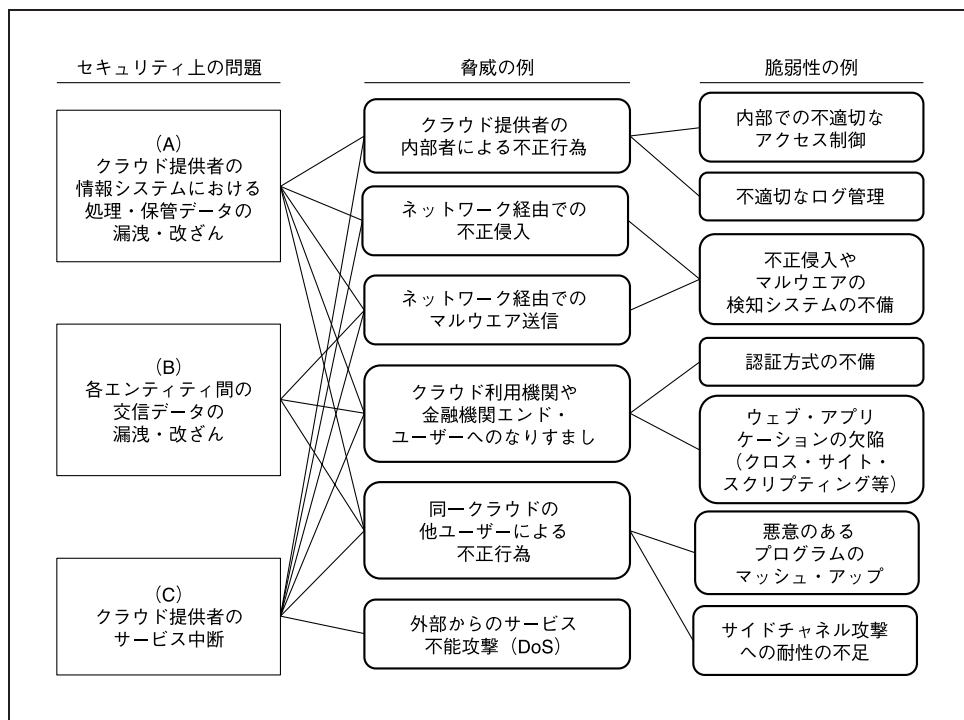 セキュリティ上の問題
脅威の例
脆弱性の例
（A）
クラウド提供者の
情報システムにおける
処理・保管データの
漏洩・改ざん
（B）
各エンティティ間の
交信データの
漏洩・改ざん
（C）
クラウド提供者の
サービス中断
クラウド提供者の
内部者による不正行為
ネットワーク経由での
不正侵入
ネットワーク経由での
マルウエア送信
クラウド利用機関や
金融機関エンド・
ユーザーへのなりすまし
同一クラウドの
他ユーザーによる
不正行為
外部からのサービス
不能攻撃（DoS）
内部での不適切な
アクセス制御
不適切なログ管理
不正侵入や
マルウエアの
検知システムの不備
認証方式の不備
ウェブ・アプリ
ケーションの欠陥
（クロス・サイト・
スクリプティング等）
悪意のある
プログラムの
マッシュ・アップ
サイドチャネル攻撃
への耐性の不足